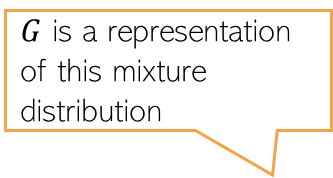 G is a representation
of this mixture
distribution